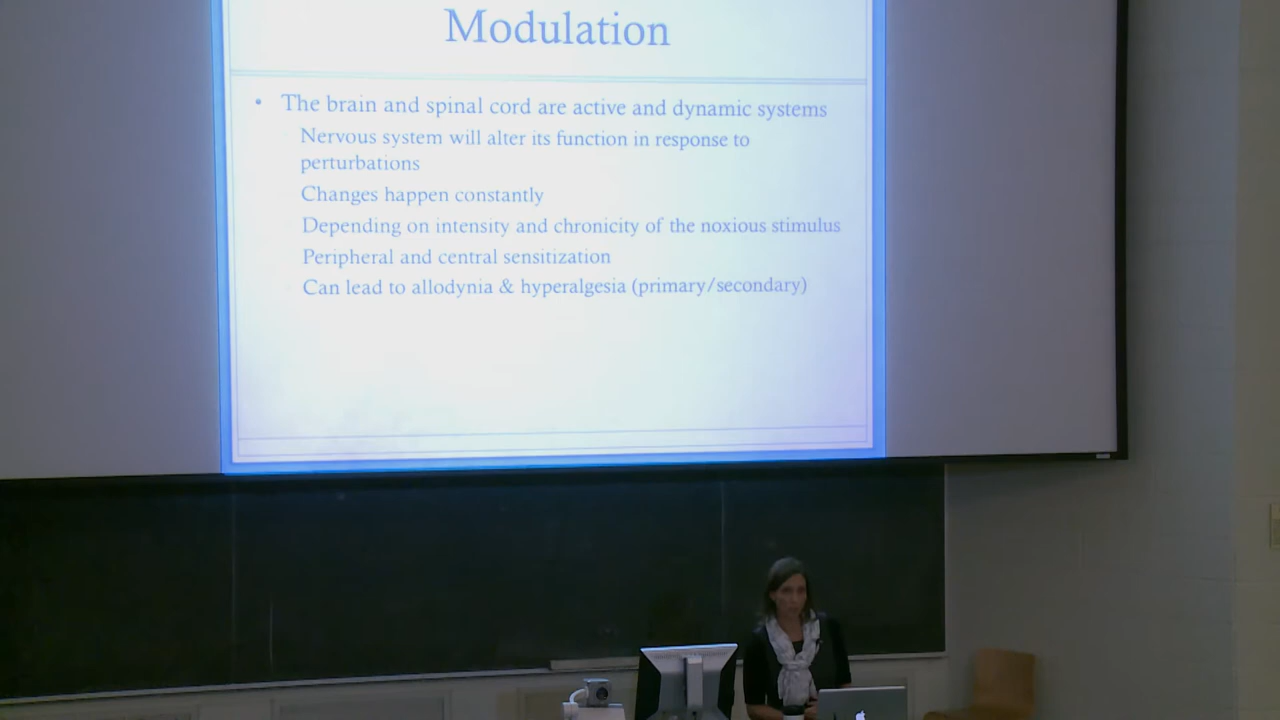 Modulation
• The brain and spinal cord are active and dynamic systems
Nervous system will alter its function in response to
perturbations
Changes happen constantly
Depending on intensity and chronicity of the noxious stimulus
Peripheral and central sensitization
Can lead to allodynia & hyperalgesia (primary/secondary)